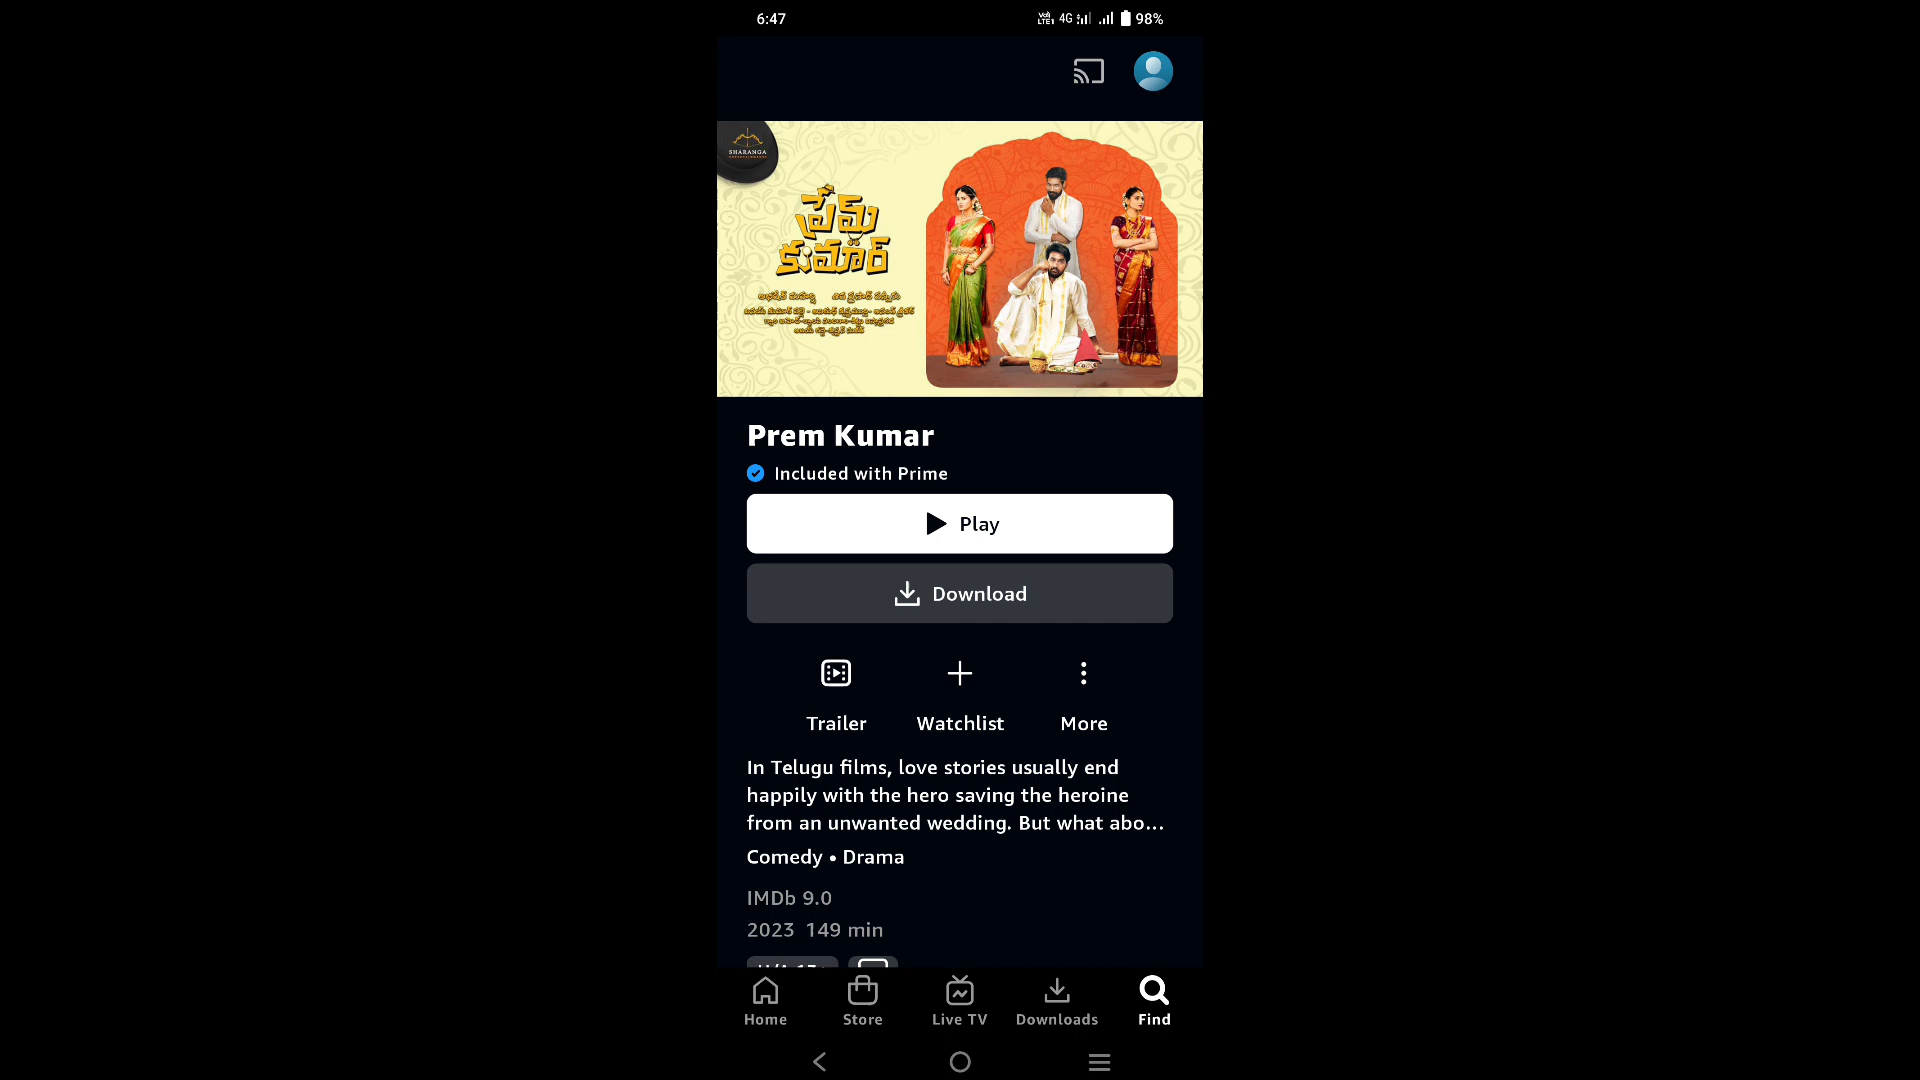 6:47
4G
98%
SHARANGA
ప్రేమ్
కుమార్
Prem Kumar
Included with Prime
Play
Download
Trailer
Watchlist
More
In Telugu films, love stories usually end
happily with the hero saving the heroine
from an unwanted wedding. But what abo...
Comedy • Drama
IMDb 9.0
2023 149 min
Home
Store
Live TV
Downloads
Find